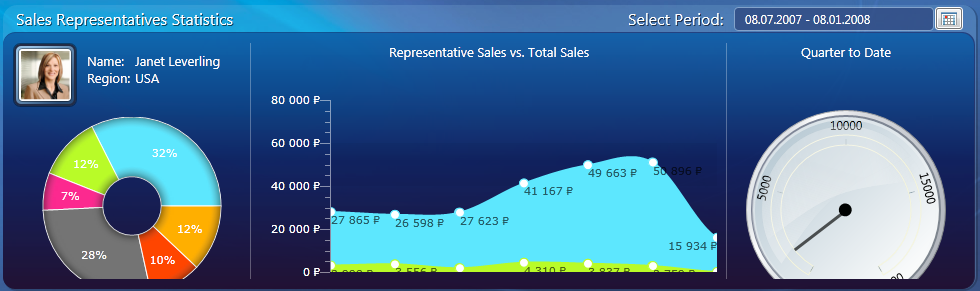 Sales Representatives Statistics
Select Period: 08.07.2007 - 08.01.2008
Name: Janet Leverling
Region: USA
32%
12%
7%
28%
10%
12%
Representative Sales vs. Total Sales
80 000 ₽
60 000 ₽
40 000 ₽
20 000 ₽
0 ₽
27 865 ₽
26 598 ₽
27 623 ₽
41 167 ₽
49 663 ₽
50 896 ₽
15 934 ₽
3 556 ₽
4 310 ₽
3 837 ₽
Quarter to Date
5000
10000
15000